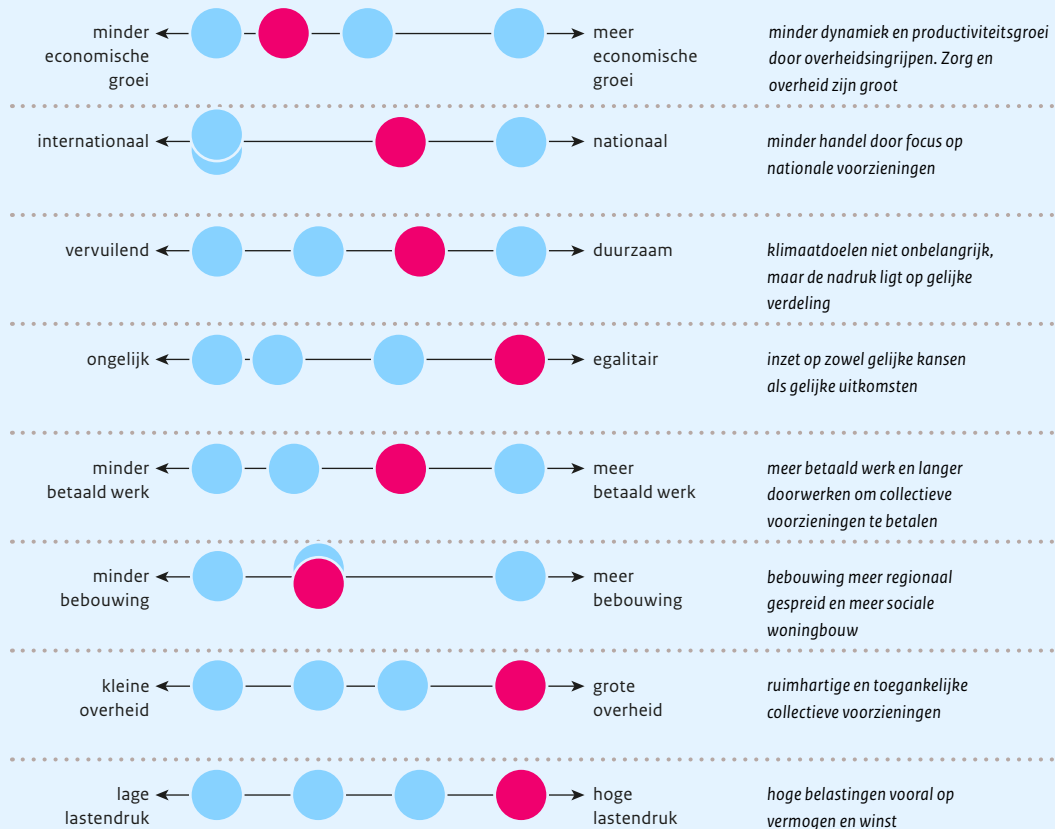 minder
economische
groei
meer
economische
groei
minder dynamiek en productiviteitsgroei
door overheidsingrijpen. Zorg en
overheid zijn groot
internationaal
nationaal
minder handel door focus op
nationale voorzieningen
vervuilend
duurzaam
klimaatdoelen niet onbelangrijk,
maar de nadruk ligt op gelijke
verdeling
ongelijk
egalitair
inzet op zowel gelijke kansen
als gelijke uitkomsten
minder
betaald werk
meer
betaald werk
meer betaald werk en langer
doorwerken om collectieve
voorzieningen te betalen
minder
bebouwing
meer
bebouwing
bebouwing meer regionaal
gespreid en meer sociale
woningbouw
kleine
overheid
grote
overheid
ruimhartige en toegankelijke
collectieve voorzieningen
lage
lastendruk
hoge
lastendruk
hoge belastingen vooral op
vermogen en winst